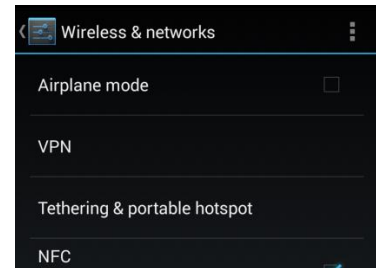 Wireless & networks
Airplane mode
VPN
Tethering & portable hotspot
NFC